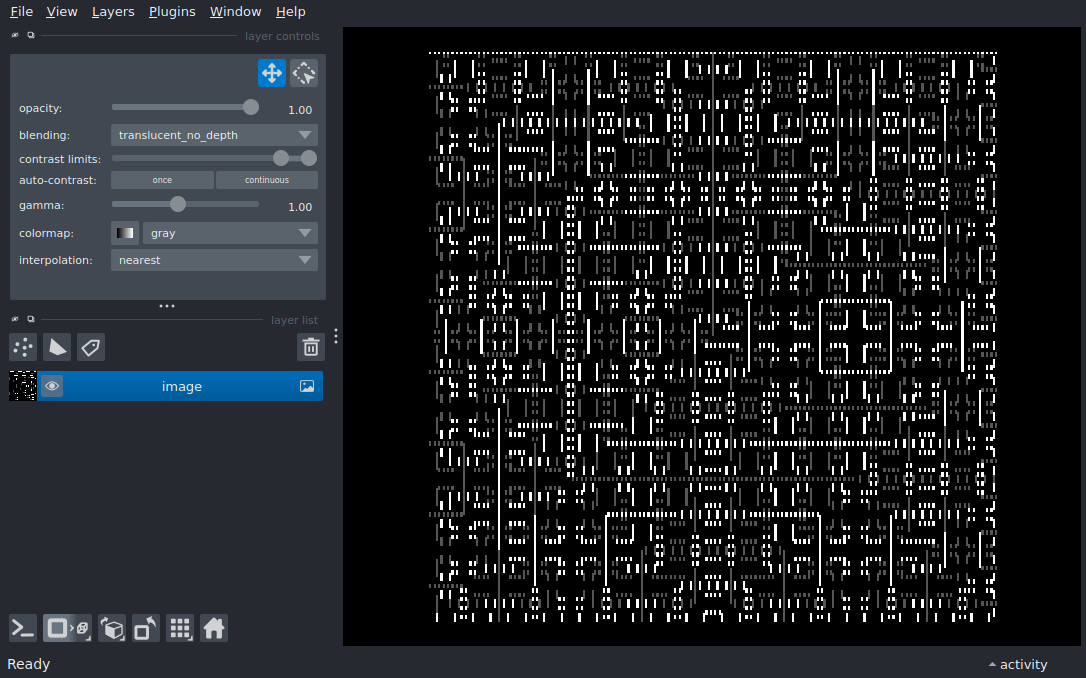 File View Layers Plugins Window Help
layer controls
opacity: 1.00
blending: translucent_no_depth
contrast limits:
auto-contrast: once continuous
gamma: 1.00
colormap: gray
interpolation: nearest
layer list
image
Ready activity